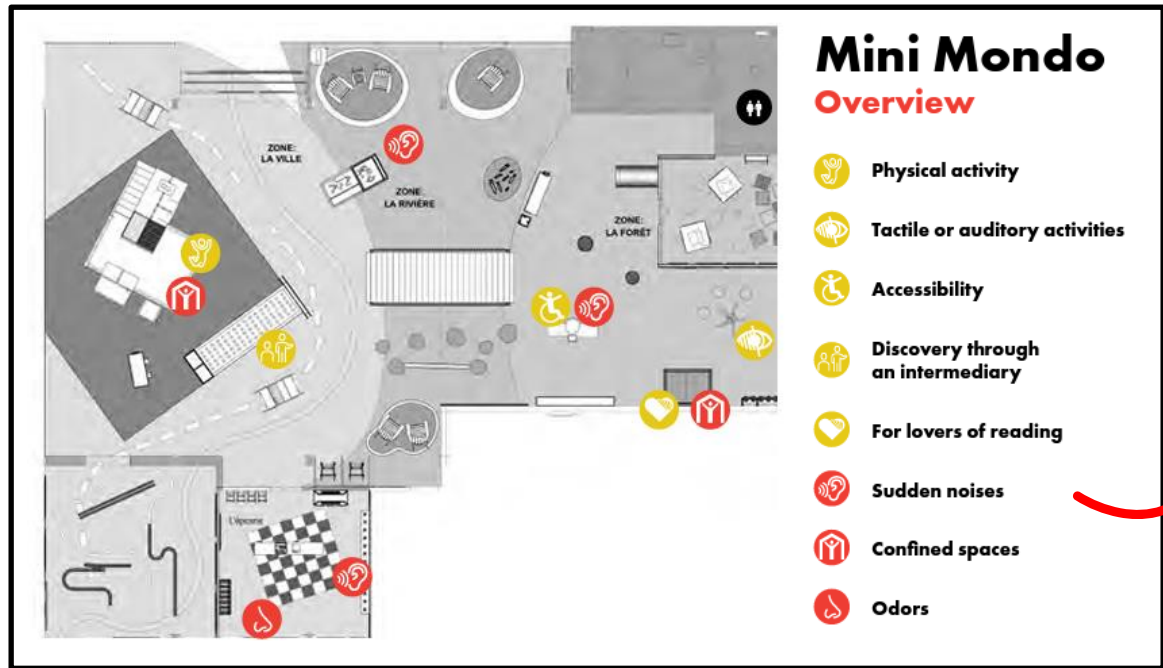 Mini Mondo
Overview
ZONE:
LA VILLE
ZONE:
LA RIVIÈRE
ZONE:
LA FORÊT
L'épicerie
Physical activity
Tactile or auditory activities
Accessibility
Discovery through
an intermediary
For lovers of reading
Sudden noises
Confined spaces
Odors